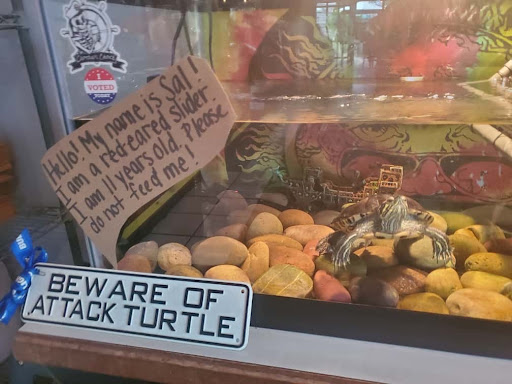 VOTED
Hello! My name is Sal!
I am a red-eared slider
I am 11 years old. Please
do not feed me!
BEWARE OF
ATTACK TURTLE